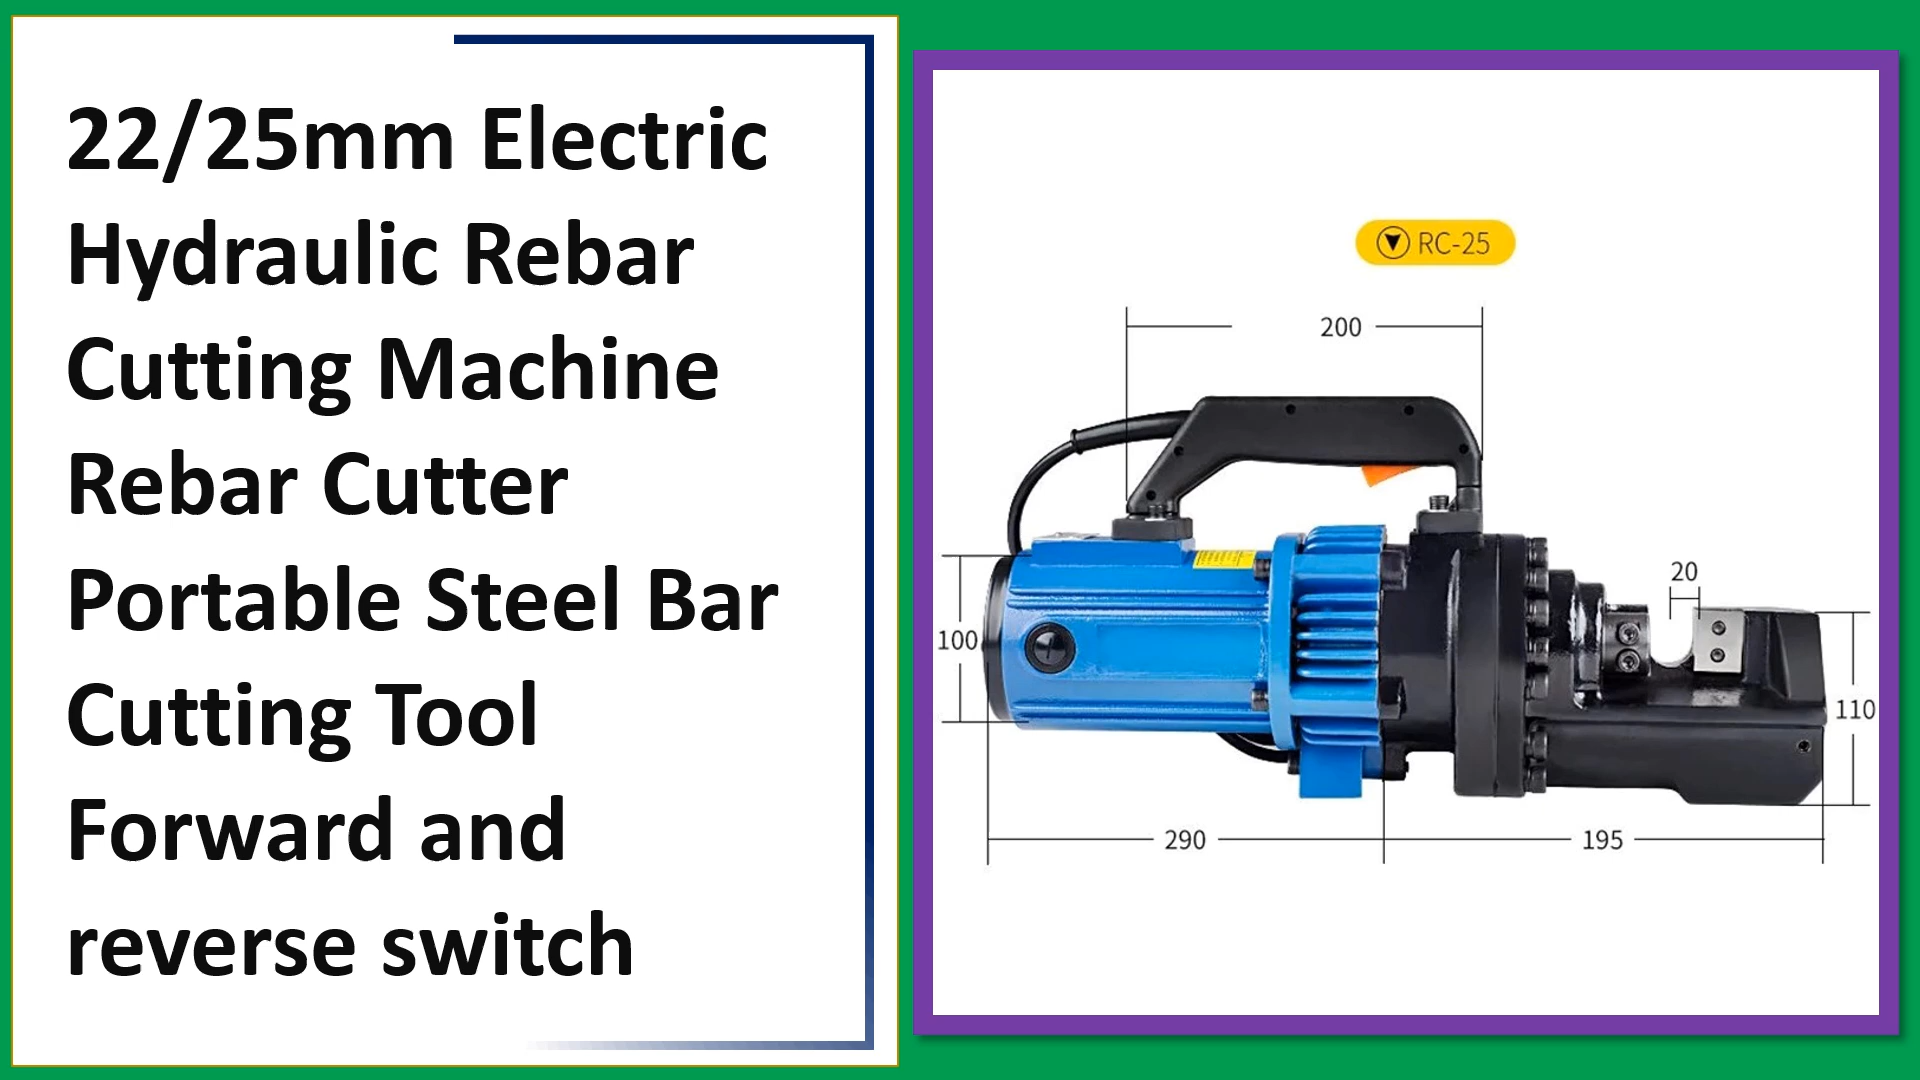 22/25mm Electric
Hydraulic Rebar
Cutting Machine
Rebar Cutter
Portable Steel Bar
Cutting Tool
Forward and
reverse switch
RC-25
200
20
100
110
290
195